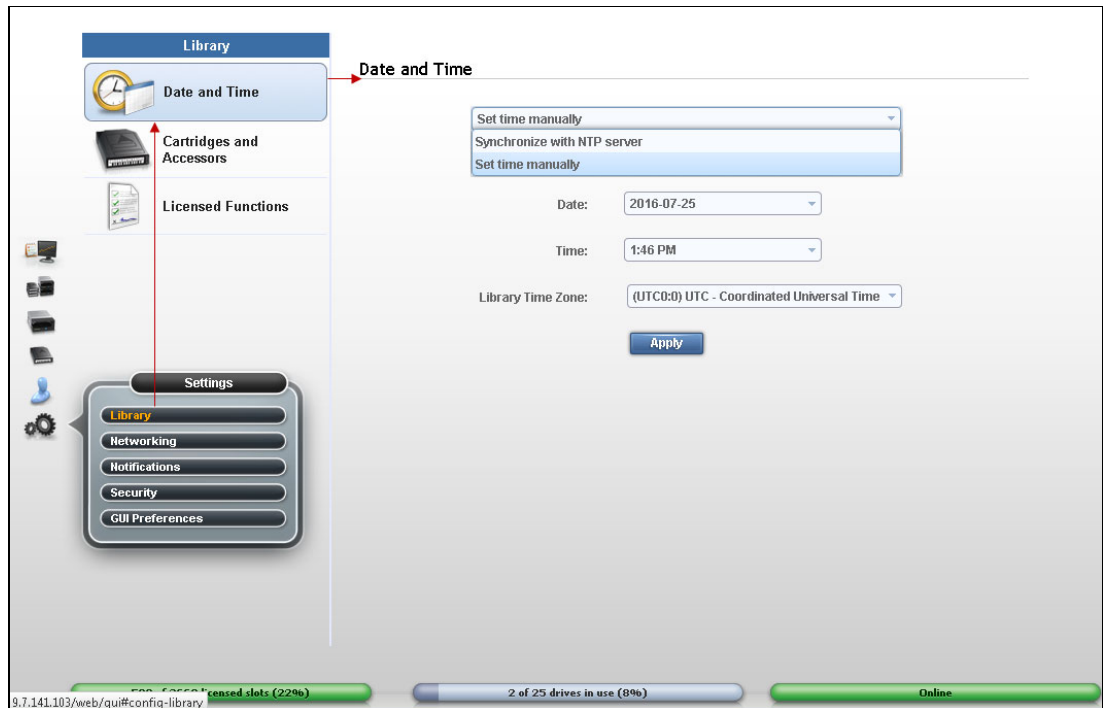 Library
Date and Time
Cartridges and
Accessors
Licensed Functions
Settings
Library
Networking
Notifications
Security
GUI Preferences
Date and Time
Set time manually
Synchronize with NTP server
Set time manually
Date: 2016-07-25
Time: 1:46 PM
Library Time Zone: (UTC0:0) UTC - Coordinated Universal Time
Apply
slots (22%)
2 of 25 drives in use (8%)
Online
9.7.141.103/web/gui#config-library